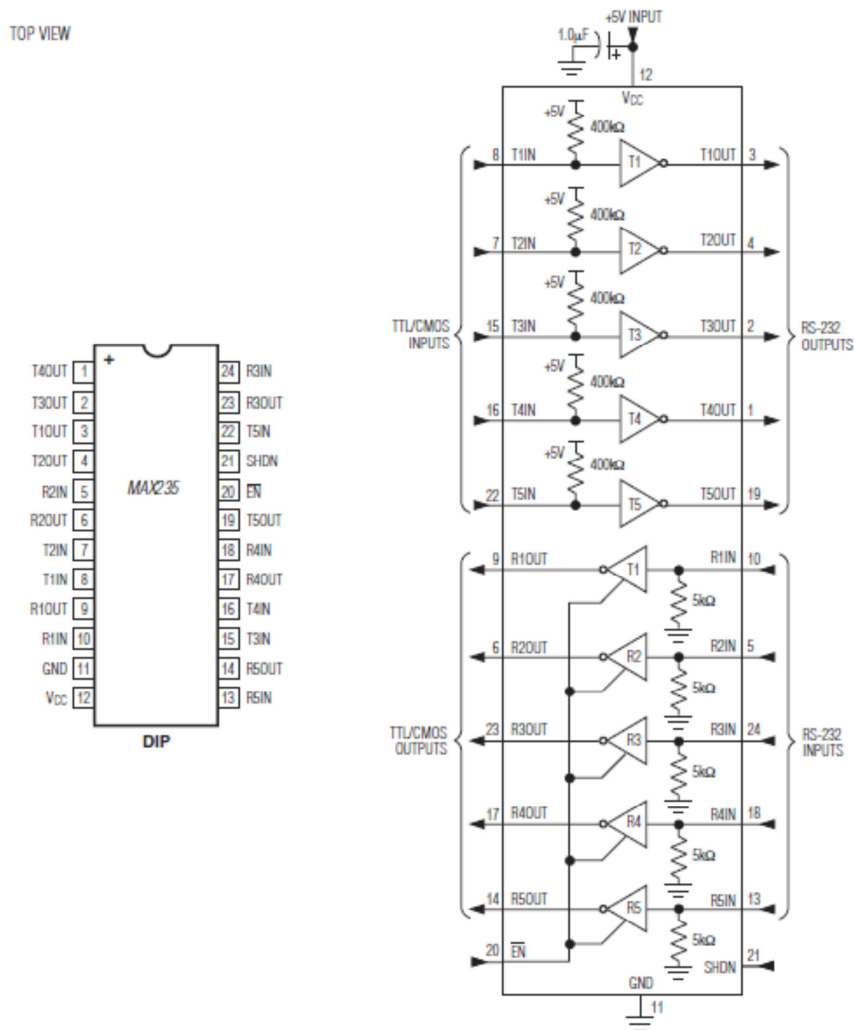 TOP VIEW
T4OUT 1
T3OUT 2
T1OUT 3
T2OUT 4
R2IN 5
R2OUT 6
T2IN 7
T1IN 8
R1OUT 9
R1IN 10
GND 11
VCC 12
+
MAX235
24 R3IN
23 R3OUT
22 T5IN
21 SHDN
20 E̅N̅
19 T5OUT
18 R4IN
17 R4OUT
16 T4IN
15 T3IN
14 R5OUT
13 R5IN
DIP
+5V INPUT
1.0µF
+
12
VCC
+5V
400kΩ
8 T1IN T1 T1OUT 3
+5V
400kΩ
7 T2IN T2 T2OUT 4
+5V
400kΩ
15 T3IN T3 T3OUT 2
+5V
400kΩ
16 T4IN T4 T4OUT 1
+5V
400kΩ
22 T5IN T5 T5OUT 19
TTL/CMOS
INPUTS
RS-232
OUTPUTS
9 R1OUT T1 R1IN 10
5kΩ
6 R2OUT R2 R2IN 5
5kΩ
23 R3OUT R3 R3IN 24
5kΩ
17 R4OUT R4 R4IN 18
5kΩ
14 R5OUT R5 R5IN 13
5kΩ
TTL/CMOS
OUTPUTS
RS-232
INPUTS
20 E̅N̅
SHDN 21
GND
11